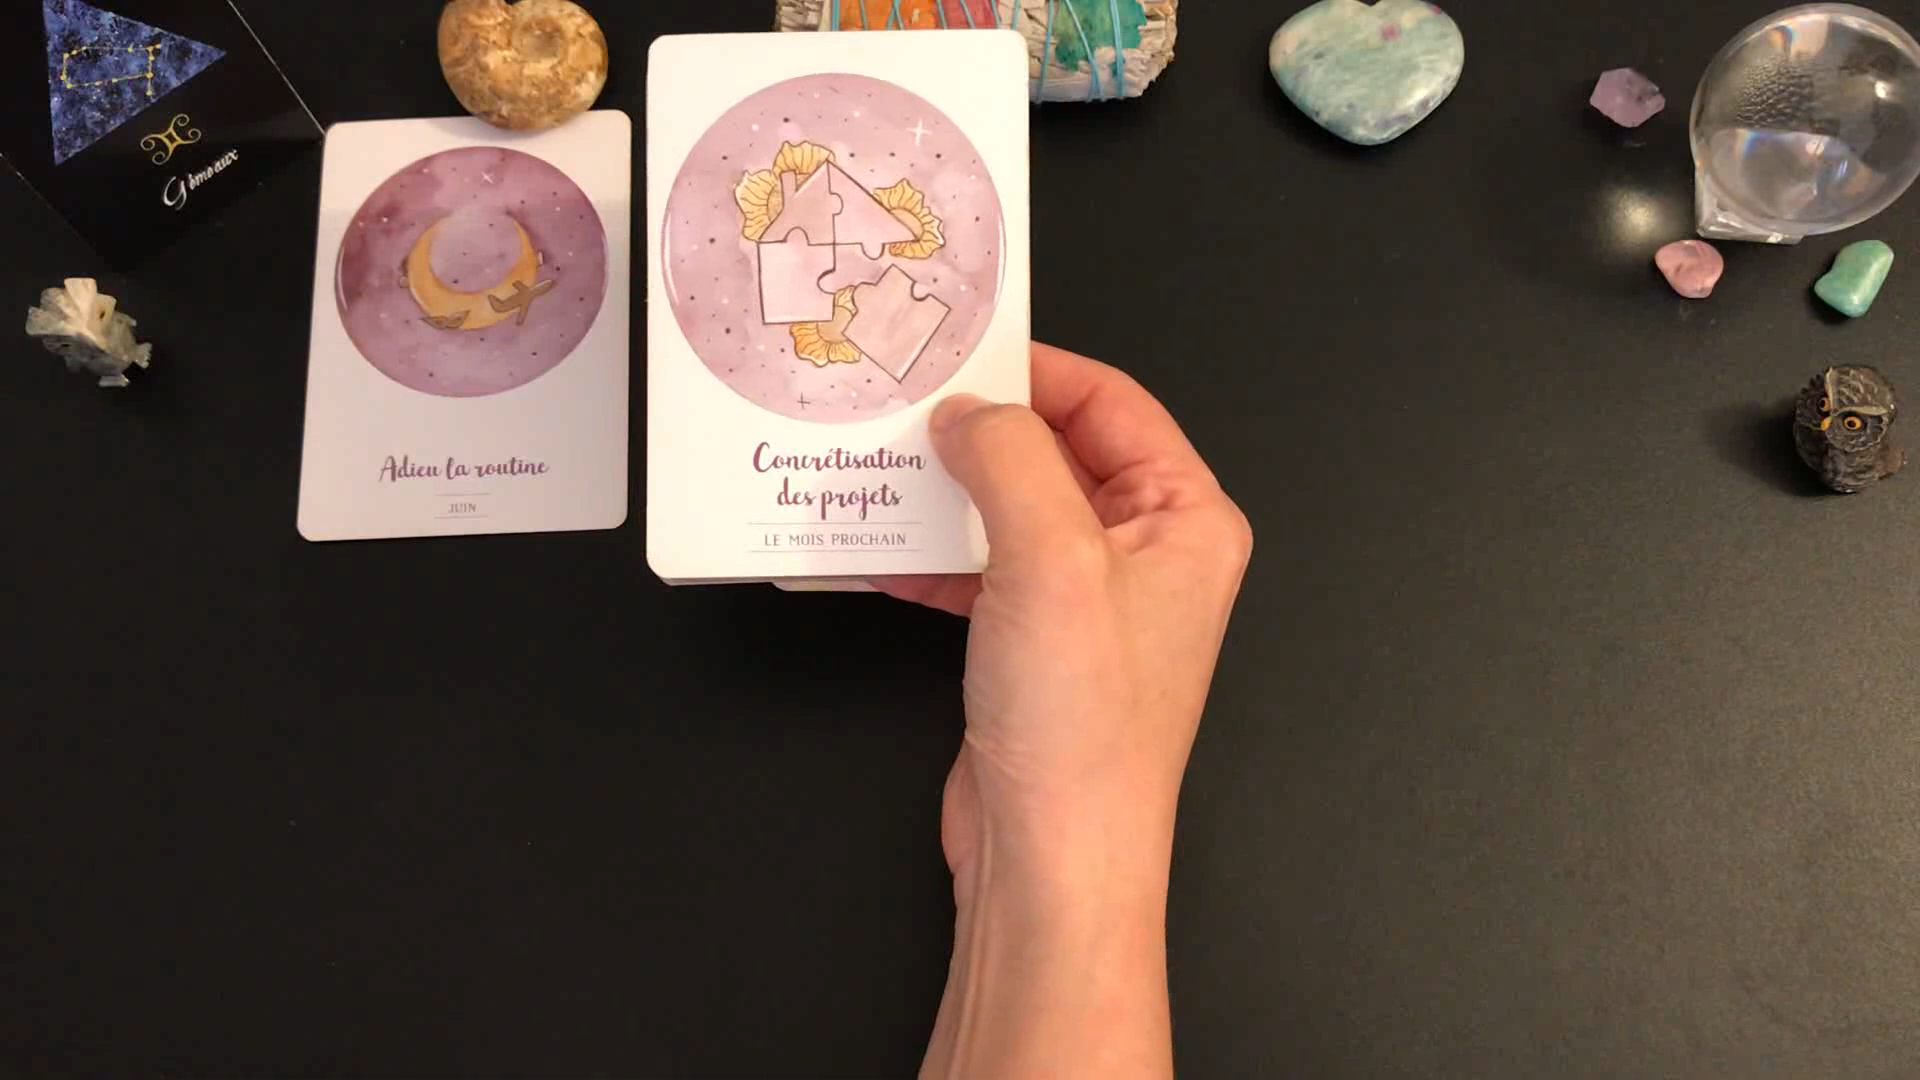 Gémeaux
Adieu la routine
JUIN
Concrétisation
des projets
LE MOIS PROCHAIN